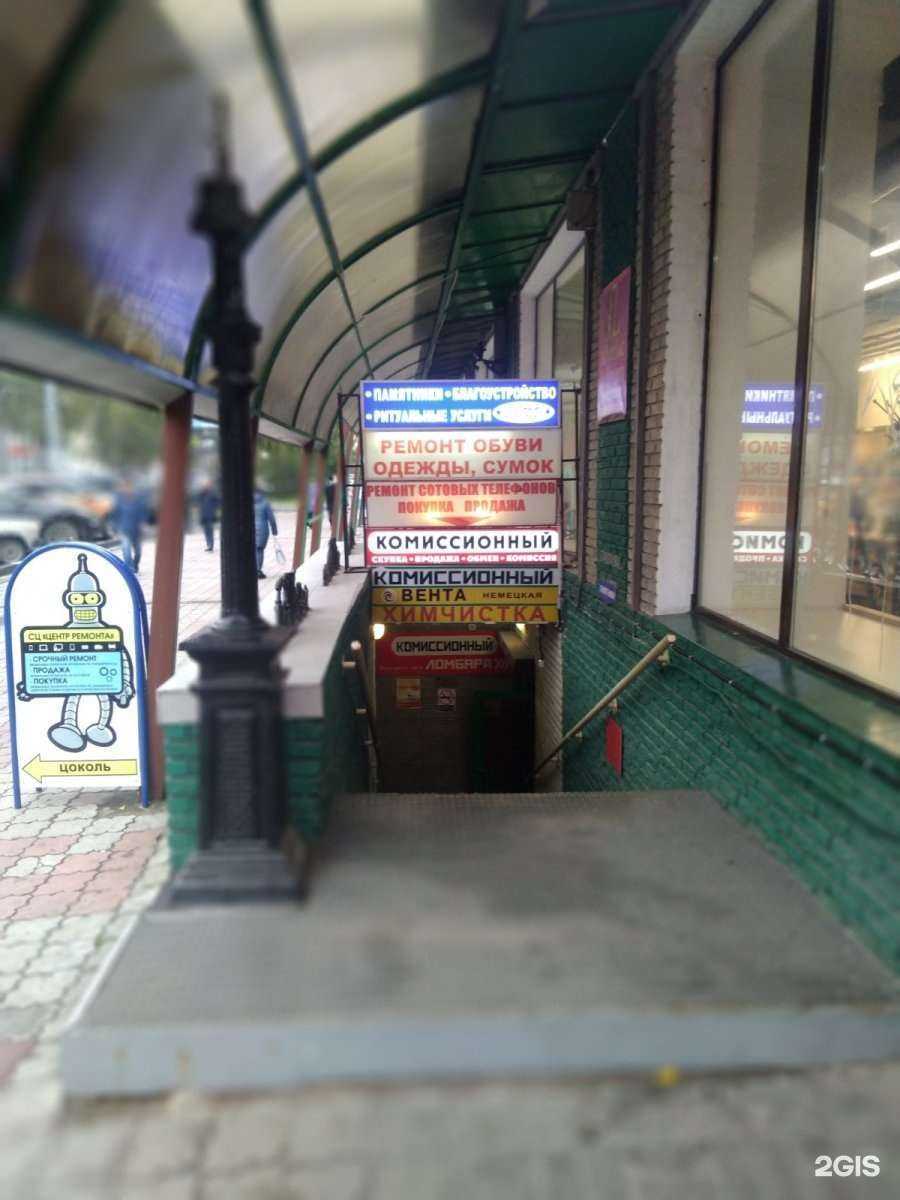 • ПАМЯТНИКИ • БЛАГОУСТРОЙСТВО
• РИТУАЛЬНЫЕ УСЛУГИ
РЕМОНТ ОБУВИ
ОДЕЖДЫ, СУМОК
РЕМОНТ СОТОВЫХ ТЕЛЕФОНОВ
ПОКУПКА ПРОДАЖА
КОМИССИОННЫЙ
СКУПКА • ПРОДАЖА • ОБМЕН • КОМИССИЯ
КОМИССИОННЫЙ
ВЕНТА НЕМЕЦКАЯ
ХИМЧИСТКА
КОМИССИОННЫЙ
ЛОМБАРД
СЦ «ЦЕНТР РЕМОНТА»
- СРОЧНЫЙ РЕМОНТ
- ПРОДАЖА
- ПОКУПКА
ЦОКОЛЬ
2GIS